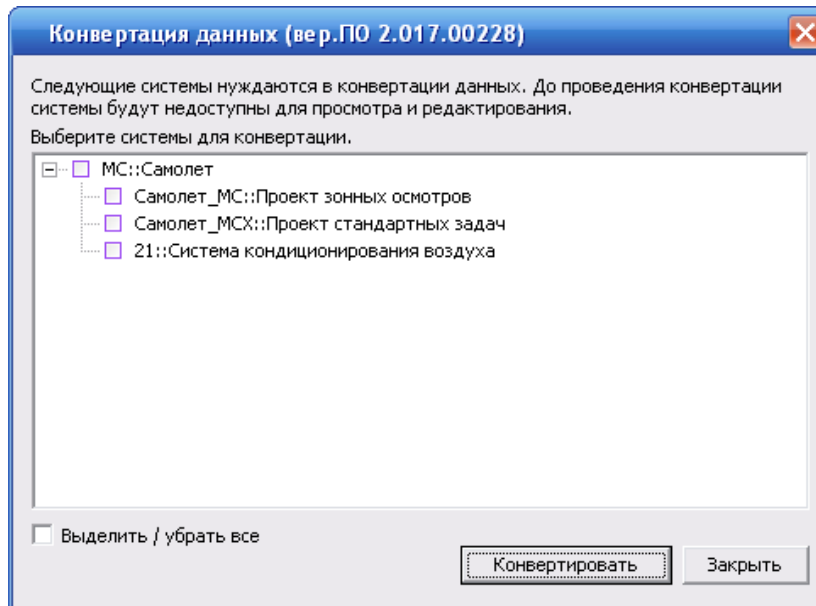 Конвертация данных (вер.ПО 2.017.00228)
Следующие системы нуждаются в конвертации данных. До проведения конвертации
системы будут недоступны для просмотра и редактирования.
Выберите системы для конвертации.
МС::Самолет
Самолет_МС::Проект зонных осмотров
Самолет_МСХ::Проект стандартных задач
21::Система кондиционирования воздуха
Выделить / убрать все
Конвертировать
Закрыть